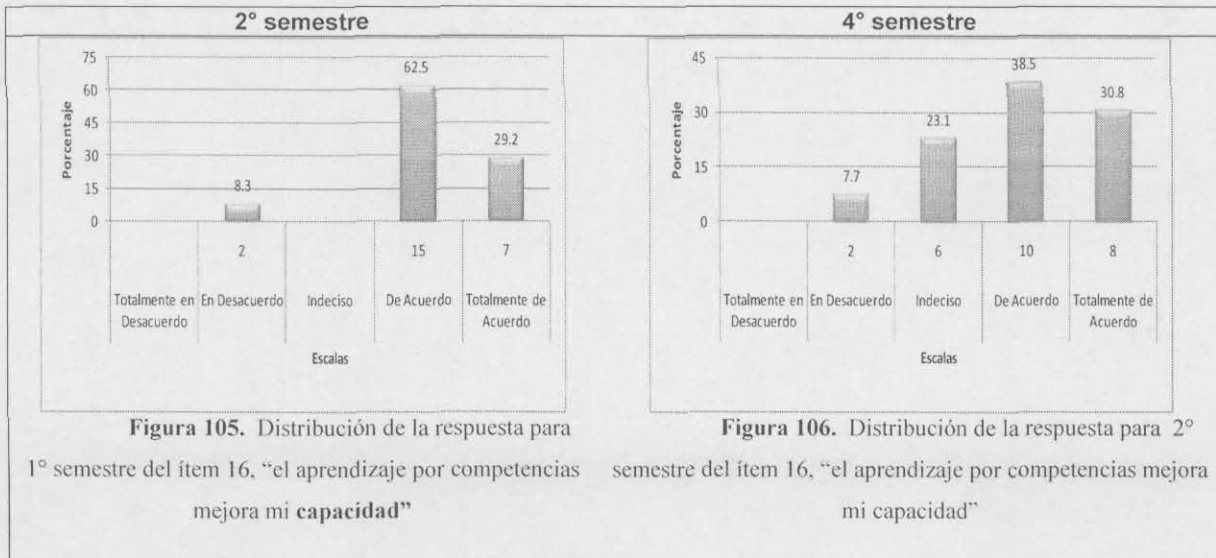 2° semestre
4° semestre
75
60
45
30
15
0
Porcentaje
8.3
62.5
29.2
2
15
7
Totalmente en Desacuerdo
En Desacuerdo
Indeciso
De Acuerdo
Totalmente de Acuerdo
Escalas
Figura 105. Distribución de la respuesta para
1° semestre del ítem 16, “el aprendizaje por competencias
mejora mi capacidad”
45
30
15
0
Porcentaje
7.7
23.1
38.5
30.8
2
6
10
8
Totalmente en Desacuerdo
En Desacuerdo
Indeciso
De Acuerdo
Totalmente de Acuerdo
Escalas
Figura 106. Distribución de la respuesta para 2°
semestre del ítem 16, “el aprendizaje por competencias mejora
mi capacidad”